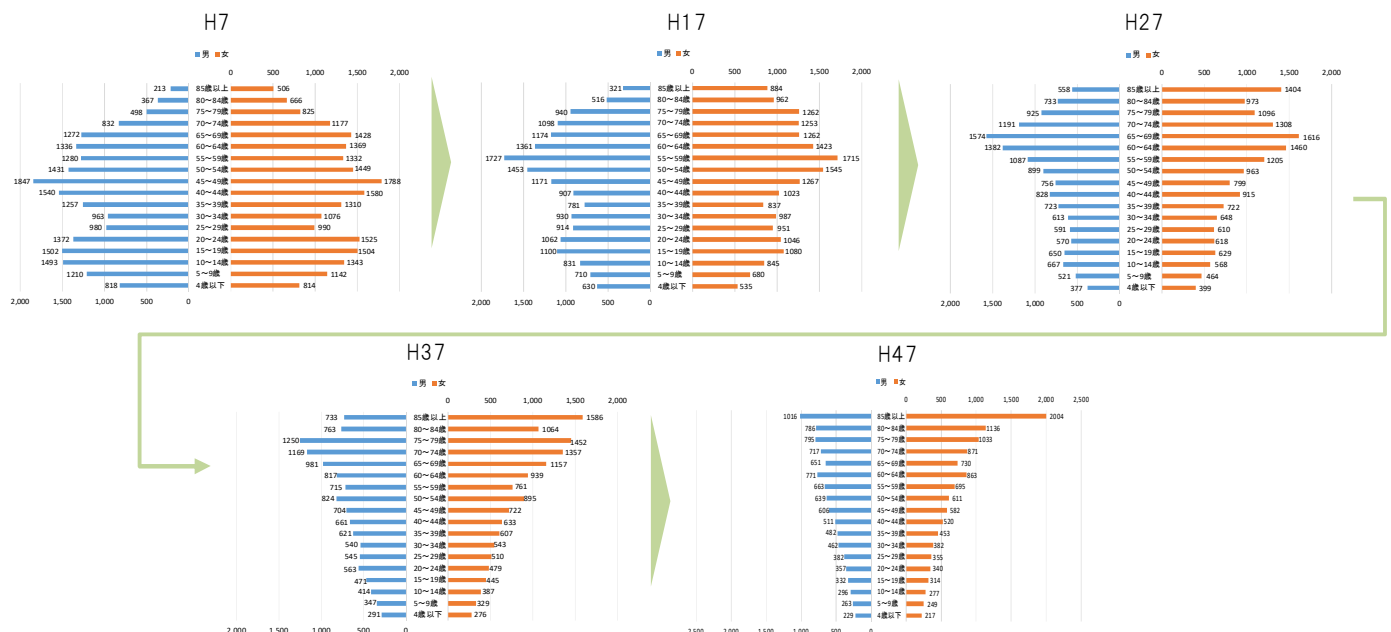 H7
男 女
0 500 1,000 1,500 2,000
213 85歳以上 506
367 80～84歳 666
498 75～79歳 825
832 70～74歳 1177
1272 65～69歳 1428
1336 60～64歳 1369
1280 55～59歳 1332
1431 50～54歳 1449
1847 45～49歳 1788
1540 40～44歳 1580
1257 35～39歳 1310
963 30～34歳 1076
980 25～29歳 990
1372 20～24歳 1525
1502 15～19歳 1504
1493 10～14歳 1343
1210 5～9歳 1142
818 4歳以下 814
2,000 1,500 1,000 500 0
H17
男 女
0 500 1,000 1,500 2,000
321 85歳以上 884
516 80～84歳 962
940 75～79歳 1262
1098 70～74歳 1253
1174 65～69歳 1262
1361 60～64歳 1423
1727 55～59歳 1715
1453 50～54歳 1545
1171 45～49歳 1267
907 40～44歳 1023
781 35～39歳 837
930 30～34歳 987
914 25～29歳 951
1062 20～24歳 1046
1100 15～19歳 1080
831 10～14歳 845
710 5～9歳 680
630 4歳以下 535
2,000 1,500 1,000 500 0
H27
男 女
0 500 1,000 1,500 2,000
558 85歳以上 1404
733 80～84歳 973
925 75～79歳 1096
1191 70～74歳 1308
1574 65～69歳 1616
1382 60～64歳 1460
1087 55～59歳 1205
899 50～54歳 963
756 45～49歳 799
828 40～44歳 915
723 35～39歳 722
613 30～34歳 648
591 25～29歳 610
570 20～24歳 618
650 15～19歳 629
667 10～14歳 568
521 5～9歳 464
377 4歳以下 399
2,000 1,500 1,000 500 0
H37
男 女
0 500 1,000 1,500 2,000
733 85歳以上 1586
763 80～84歳 1064
1250 75～79歳 1452
1169 70～74歳 1357
981 65～69歳 1157
817 60～64歳 939
715 55～59歳 761
824 50～54歳 895
704 45～49歳 722
661 40～44歳 633
621 35～39歳 607
540 30～34歳 543
545 25～29歳 510
563 20～24歳 479
471 15～19歳 445
414 10～14歳 387
347 5～9歳 329
291 4歳以下 276
2,000 1,500 1,000 500 0
H47
男 女
0 500 1,000 1,500 2,000 2,500
1016 85歳以上 2004
786 80～84歳 1136
795 75～79歳 1033
717 70～74歳 871
651 65～69歳 730
771 60～64歳 863
663 55～59歳 695
639 50～54歳 611
606 45～49歳 582
511 40～44歳 520
482 35～39歳 453
462 30～34歳 382
382 25～29歳 355
357 20～24歳 340
332 15～19歳 314
296 10～14歳 277
263 5～9歳 249
229 4歳以下 217
2,500 2,000 1,500 1,000 500 0